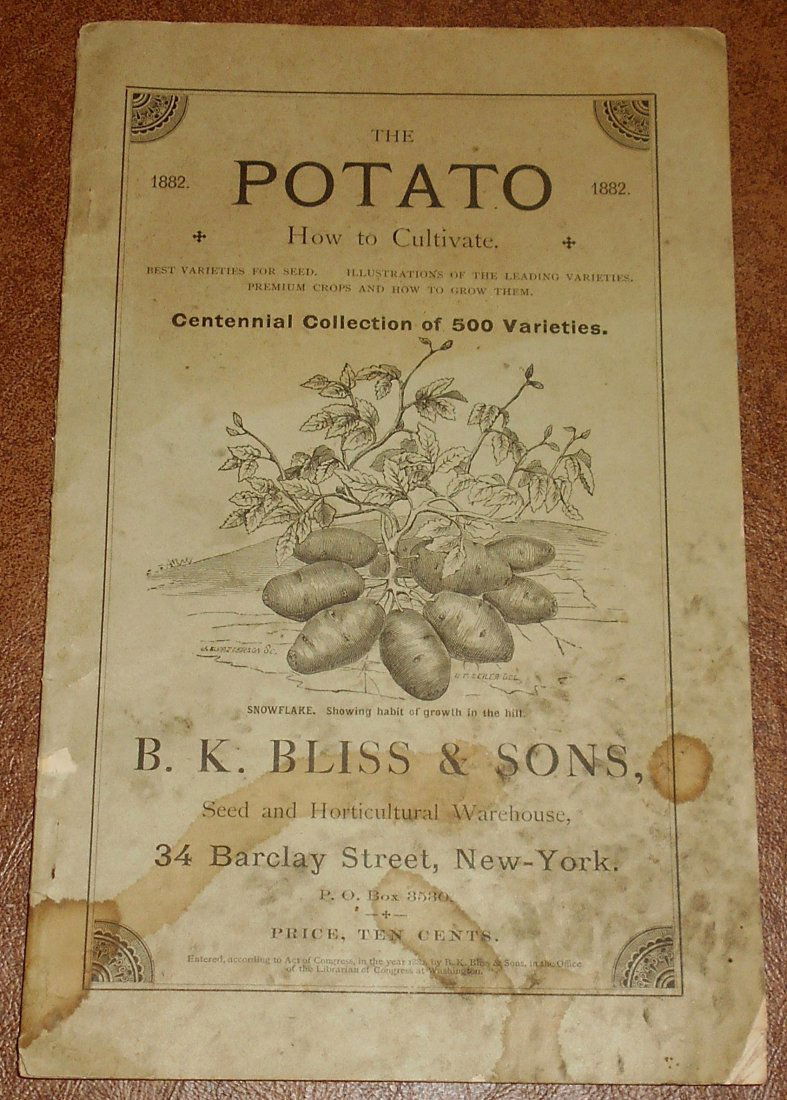 THE
1882. POTATO 1882.
How to Cultivate.
BEST VARIETIES FOR SEED. ILLUSTRATIONS OF THE LEADING VARIETIES.
PREMIUM CROPS AND HOW TO GROW THEM.
Centennial Collection of 500 Varieties.
SNOWFLAKE. Showing habit of growth in the hill.
B. K. BLISS & SONS,
Seed and Horticultural Warehouse,
34 Barclay Street, New-York.
P. O. Box 3530.
PRICE, TEN CENTS.
Entered, according to Act of Congress, in the year by B. K. Bliss & Sons, in the Office
of the Librarian of Congress at Washington.